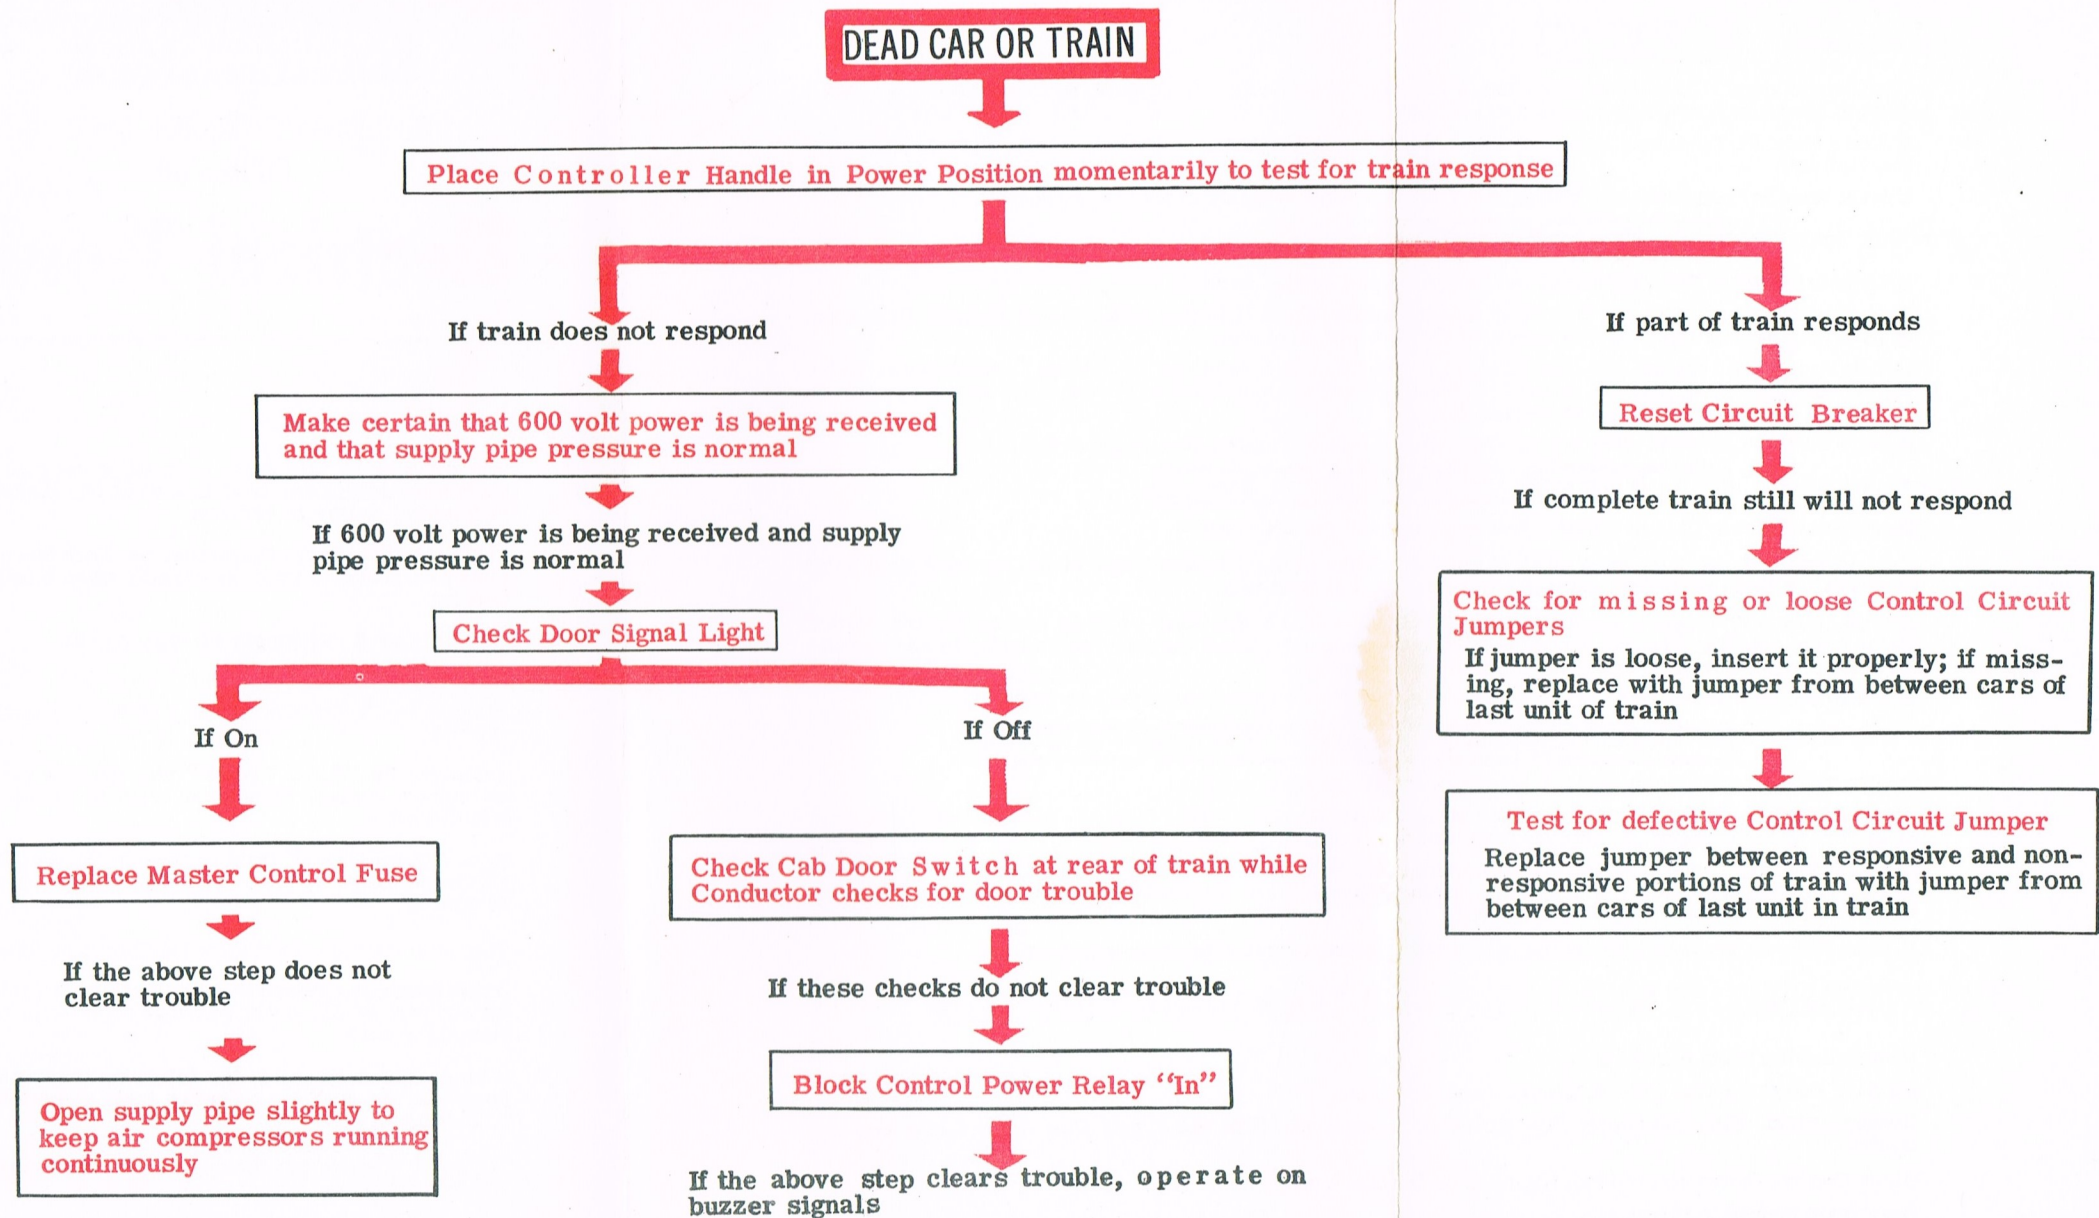 DEAD CAR OR TRAIN
Place Controller Handle in Power Position momentarily to test for train response
If train does not respond
Make certain that 600 volt power is being received
and that supply pipe pressure is normal
If 600 volt power is being received and supply
pipe pressure is normal
Check Door Signal Light
If On
Replace Master Control Fuse
If the above step does not
clear trouble
Open supply pipe slightly to
keep air compressors running
continuously
If Off
Check Cab Door Switch at rear of train while
Conductor checks for door trouble
If these checks do not clear trouble
Block Control Power Relay “In”
If the above step clears trouble, operate on
buzzer signals
If part of train responds
Reset Circuit Breaker
If complete train still will not respond
Check for missing or loose Control Circuit
Jumpers
If jumper is loose, insert it properly; if miss-
ing, replace with jumper from between cars of
last unit of train
Test for defective Control Circuit Jumper
Replace jumper between responsive and non-
responsive portions of train with jumper from
between cars of last unit in train